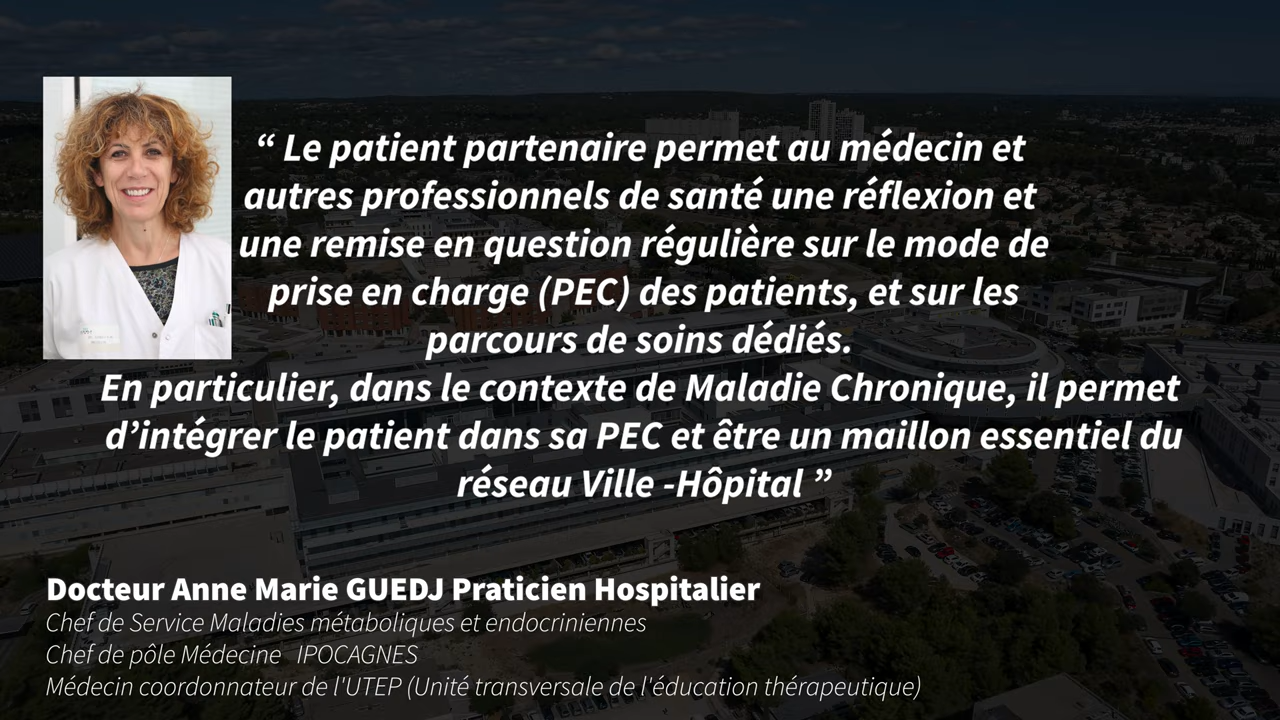 “ Le patient partenaire permet au médecin et
autres professionnels de santé une réflexion et
une remise en question régulière sur le mode de
prise en charge (PEC) des patients, et sur les
parcours de soins dédiés.
En particulier, dans le contexte de Maladie Chronique, il permet
d’intégrer le patient dans sa PEC et être un maillon essentiel du
réseau Ville -Hôpital ”
Docteur Anne Marie GUEDJ Praticien Hospitalier
Chef de Service Maladies métaboliques et endocriniennes
Chef de pôle Médecine IPOCAGNES
Médecin coordonnateur de l'UTEP (Unité transversale de l'éducation thérapeutique)